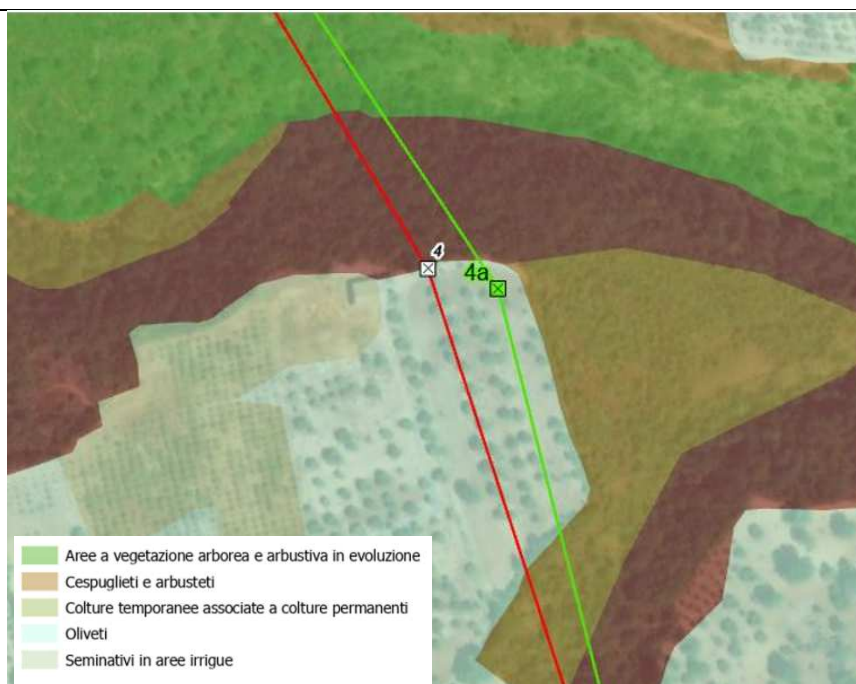 4
4a
Aree a vegetazione arborea e arbustiva in evoluzione
Cespuglieti e arbusteti
Colture temporanee associate a colture permanenti
Oliveti
Seminativi in aree irrigue